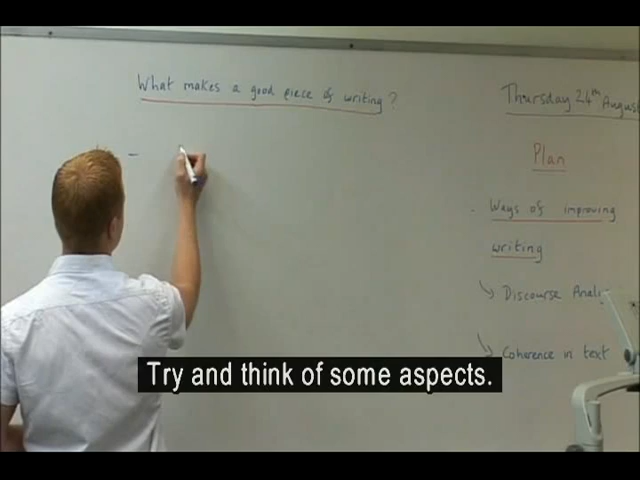 What makes a good piece of writing?
Thursday 24th August
Plan
- Ways of improving
writing
Discourse
Coherence in text
Try and think of some aspects.